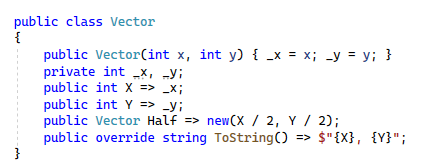 public class Vector
{
public Vector(int x, int y) { _x = x; _y = y; }
private int _x, _y;
public int X => _x;
public int Y => _y;
public Vector Half => new(X / 2, Y / 2);
public override string ToString() => $"{X}, {Y}";
}